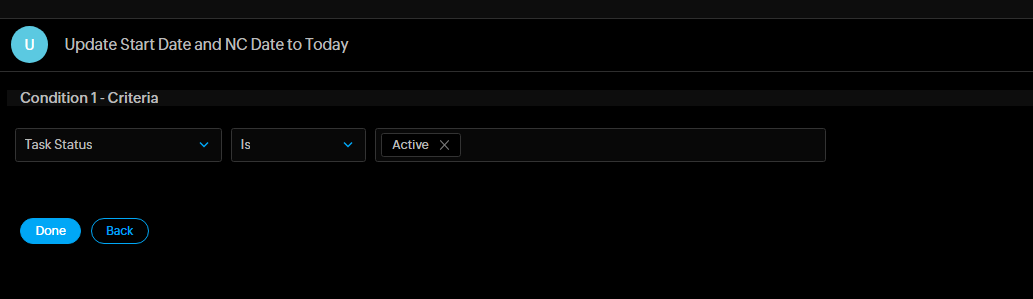 U Update Start Date and NC Date to Today
Condition 1 - Criteria
Task Status Is Active
Done Back